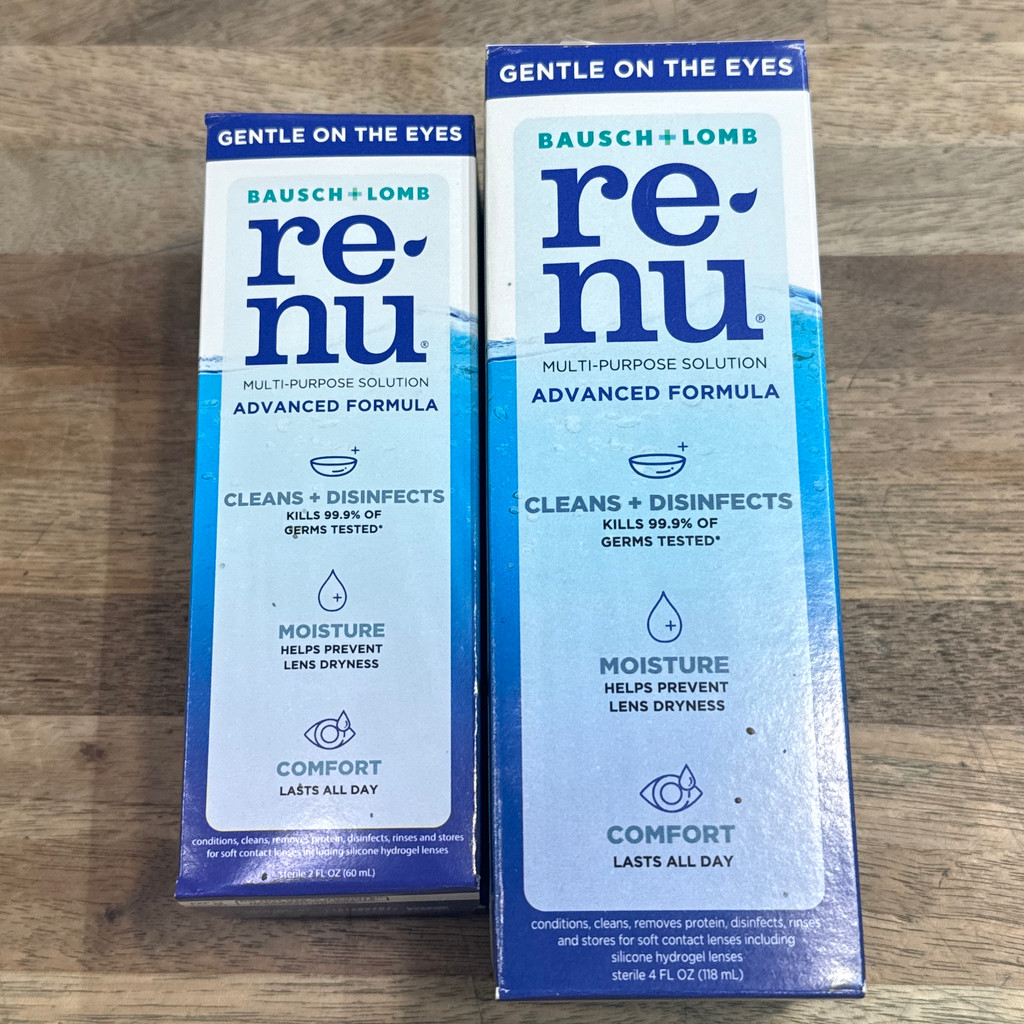 GENTLE ON THE EYES
BAUSCH + LOMB
re
nu®
MULTI-PURPOSE SOLUTION
ADVANCED FORMULA
CLEANS + DISINFECTS
KILLS 99.9% OF
GERMS TESTED*
MOISTURE
HELPS PREVENT
LENS DRYNESS
COMFORT
LASTS ALL DAY
conditions, cleans, removes protein, disinfects, rinses and stores
for soft contact lenses including silicone hydrogel lenses
sterile 2 FL OZ (60 mL)
GENTLE ON THE EYES
BAUSCH + LOMB
re
nu®
MULTI-PURPOSE SOLUTION
ADVANCED FORMULA
CLEANS + DISINFECTS
KILLS 99.9% OF
GERMS TESTED*
MOISTURE
HELPS PREVENT
LENS DRYNESS
COMFORT
LASTS ALL DAY
conditions, cleans, removes protein, disinfects, rinses
and stores for soft contact lenses including
silicone hydrogel lenses
sterile 4 FL OZ (118 mL)